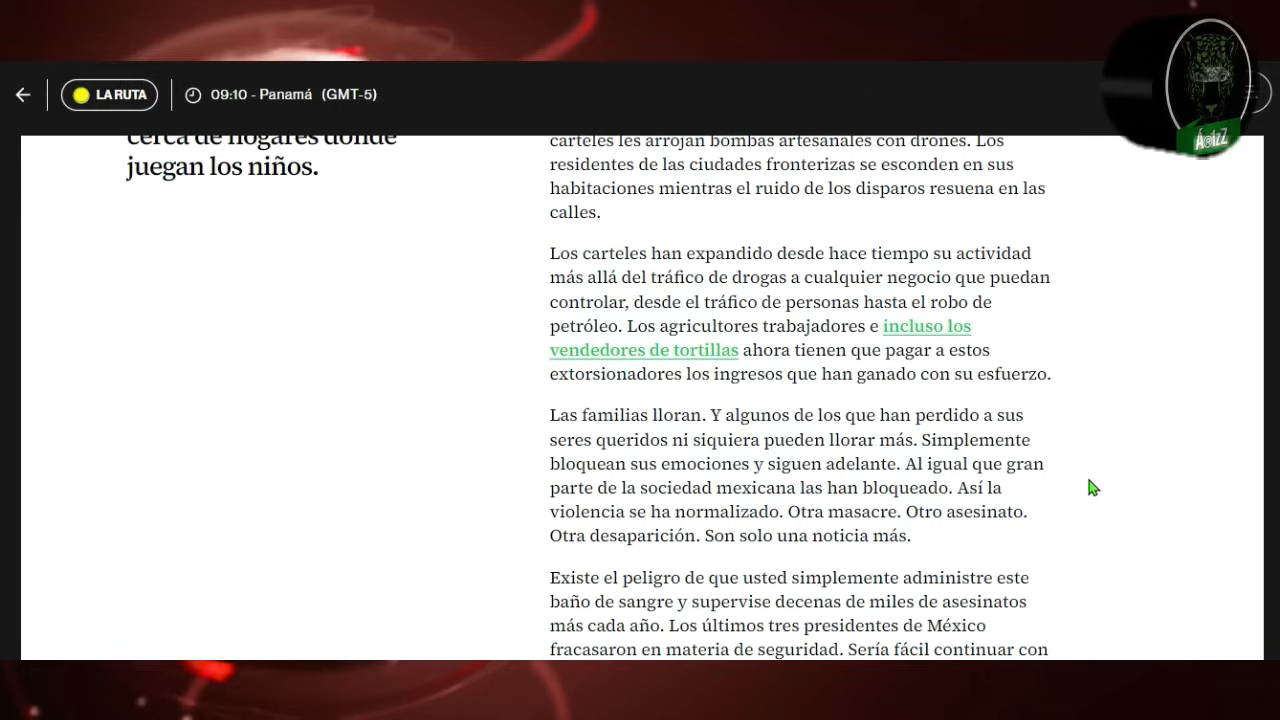 LA RUTA
09:10 - Panamá (GMT-5)
cerca de hogares donde
juegan los niños.
carteles les arrojan bombas artesanales con drones. Los
residentes de las ciudades fronterizas se esconden en sus
habitaciones mientras el ruido de los disparos resuena en las
calles.
Los carteles han expandido desde hace tiempo su actividad
más allá del tráfico de drogas a cualquier negocio que puedan
controlar, desde el tráfico de personas hasta el robo de
petróleo. Los agricultores trabajadores e incluso los
vendedores de tortillas ahora tienen que pagar a estos
extorsionadores los ingresos que han ganado con su esfuerzo.
Las familias lloran. Y algunos de los que han perdido a sus
seres queridos ni siquiera pueden llorar más. Simplemente
bloquean sus emociones y siguen adelante. Al igual que gran
parte de la sociedad mexicana las han bloqueado. Así la
violencia se ha normalizado. Otra masacre. Otro asesinato.
Otra desaparición. Son solo una noticia más.
Existe el peligro de que usted simplemente administre este
baño de sangre y supervise decenas de miles de asesinatos
más cada año. Los últimos tres presidentes de México
fracasaron en materia de seguridad. Sería fácil continuar con